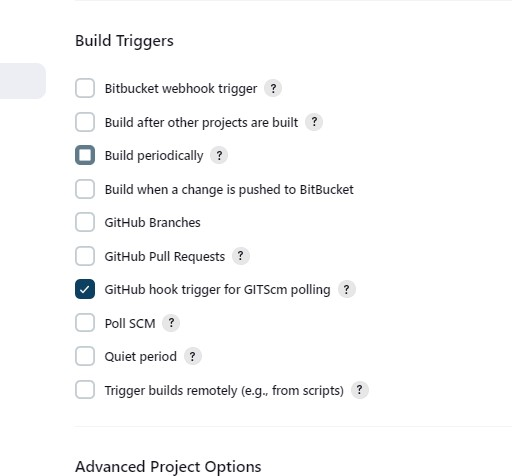 Build Triggers
Bitbucket webhook trigger ?
Build after other projects are built ?
Build periodically ?
Build when a change is pushed to BitBucket
GitHub Branches
GitHub Pull Requests ?
GitHub hook trigger for GITScm polling ?
Poll SCM ?
Quiet period ?
Trigger builds remotely (e.g., from scripts) ?
Advanced Project Options